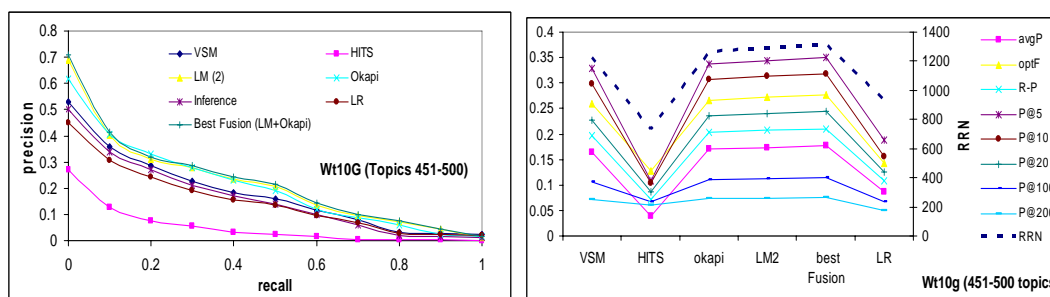 0.8
0.7
0.6
0.5
0.4
0.3
0.2
0.1
0
precision
VSM
HITS
LM (2)
Okapi
Inference
LR
Best Fusion (LM+Okapi)
Wt10G (Topics 451-500)
0
0.2
0.4
0.6
0.8
1
recall
0.4
0.35
0.3
0.25
0.2
0.15
0.1
0.05
0
1400
1200
1000
800
600
400
200
0
RRN
VSM
HITS
okapi
LM2
best
Fusion
LR
Wt10g (451-500 topics
avgP
optF
R-P
P@5
P@10
P@20
P@100
P@200
RRN